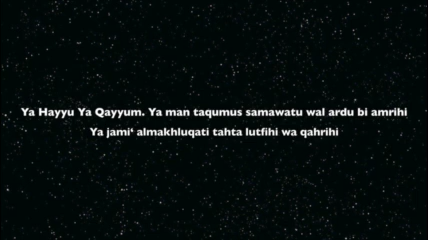 Ya Hayyu Ya Qayyum. Ya man taqumus samawatu wal ardu bi amrihi
Ya jami‘ almakhluqati tahta lutfihi wa qahrihi